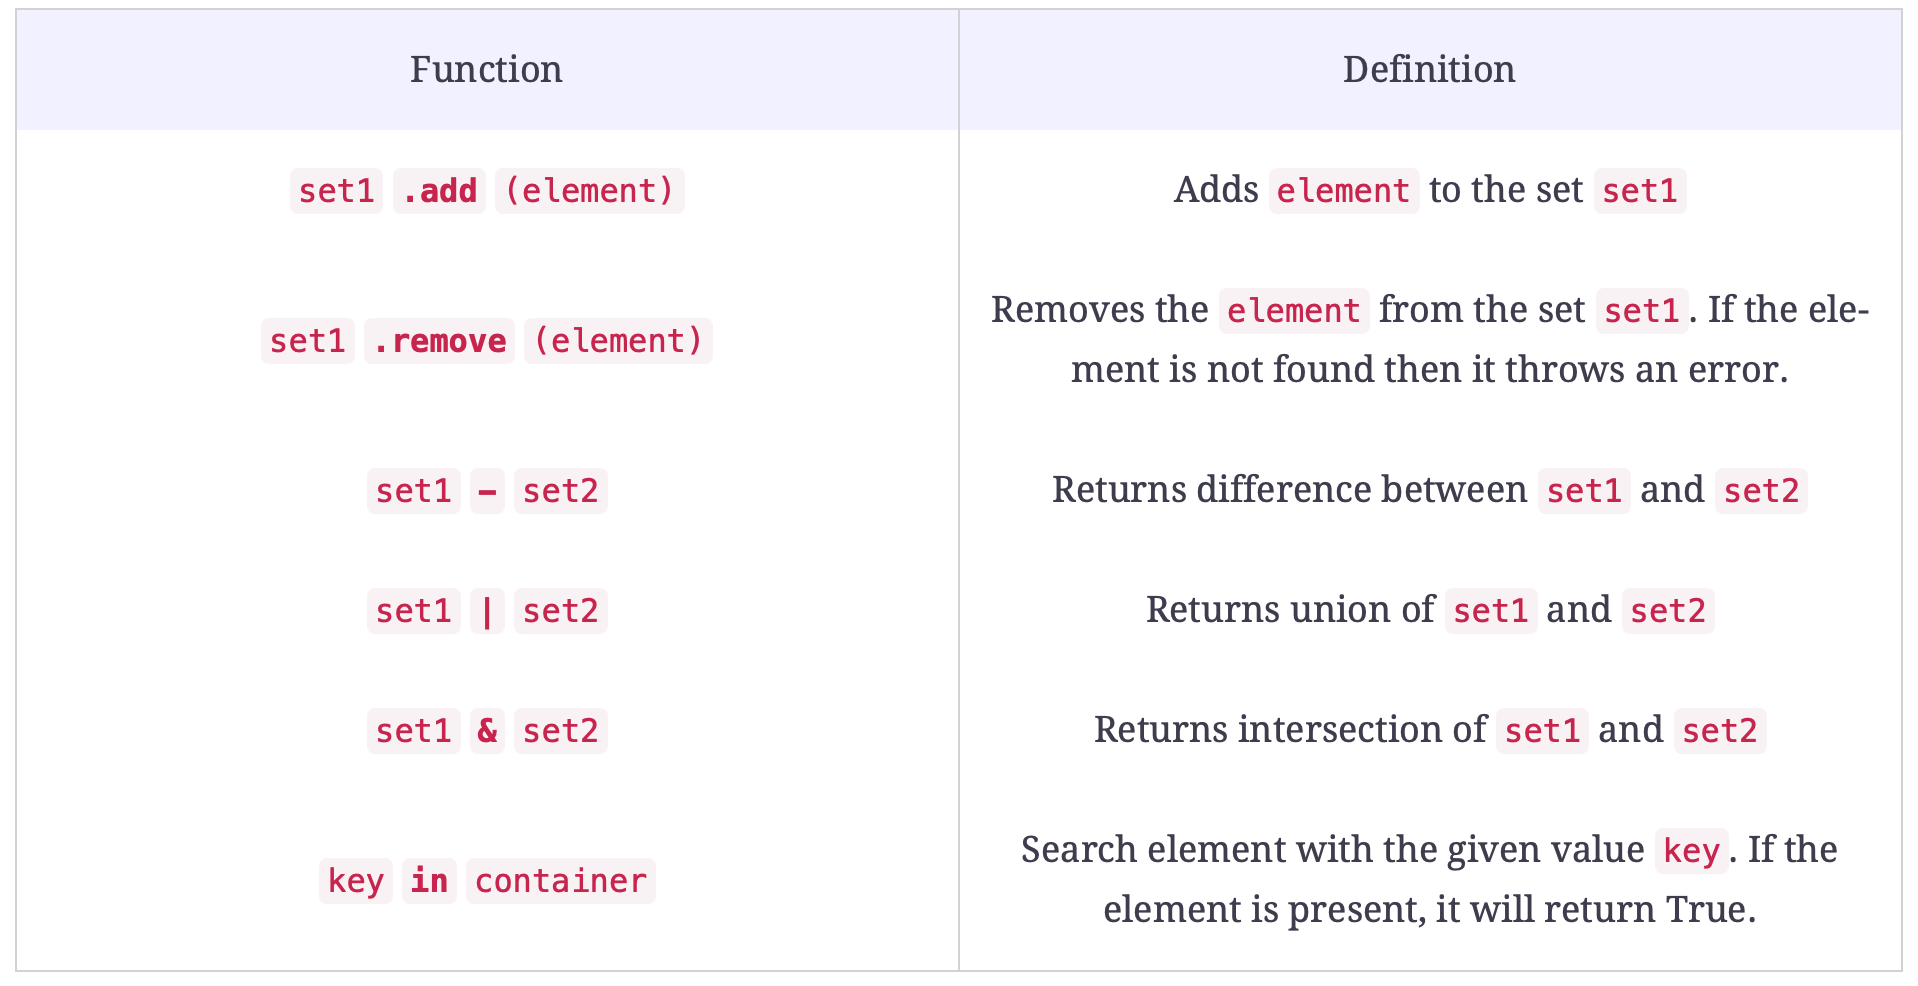 Function Definition
set1 .add (element) Adds element to the set set1
Removes the element from the set set1. If the ele-
set1 .remove (element)
ment is not found then it throws an error.
set1 - set2 Returns difference between set1 and set2
set1 | set2 Returns union of set1 and set2
set1 & set2 Returns intersection of set1 and set2
Search element with the given value key. If the
key in container
element is present, it will return True.